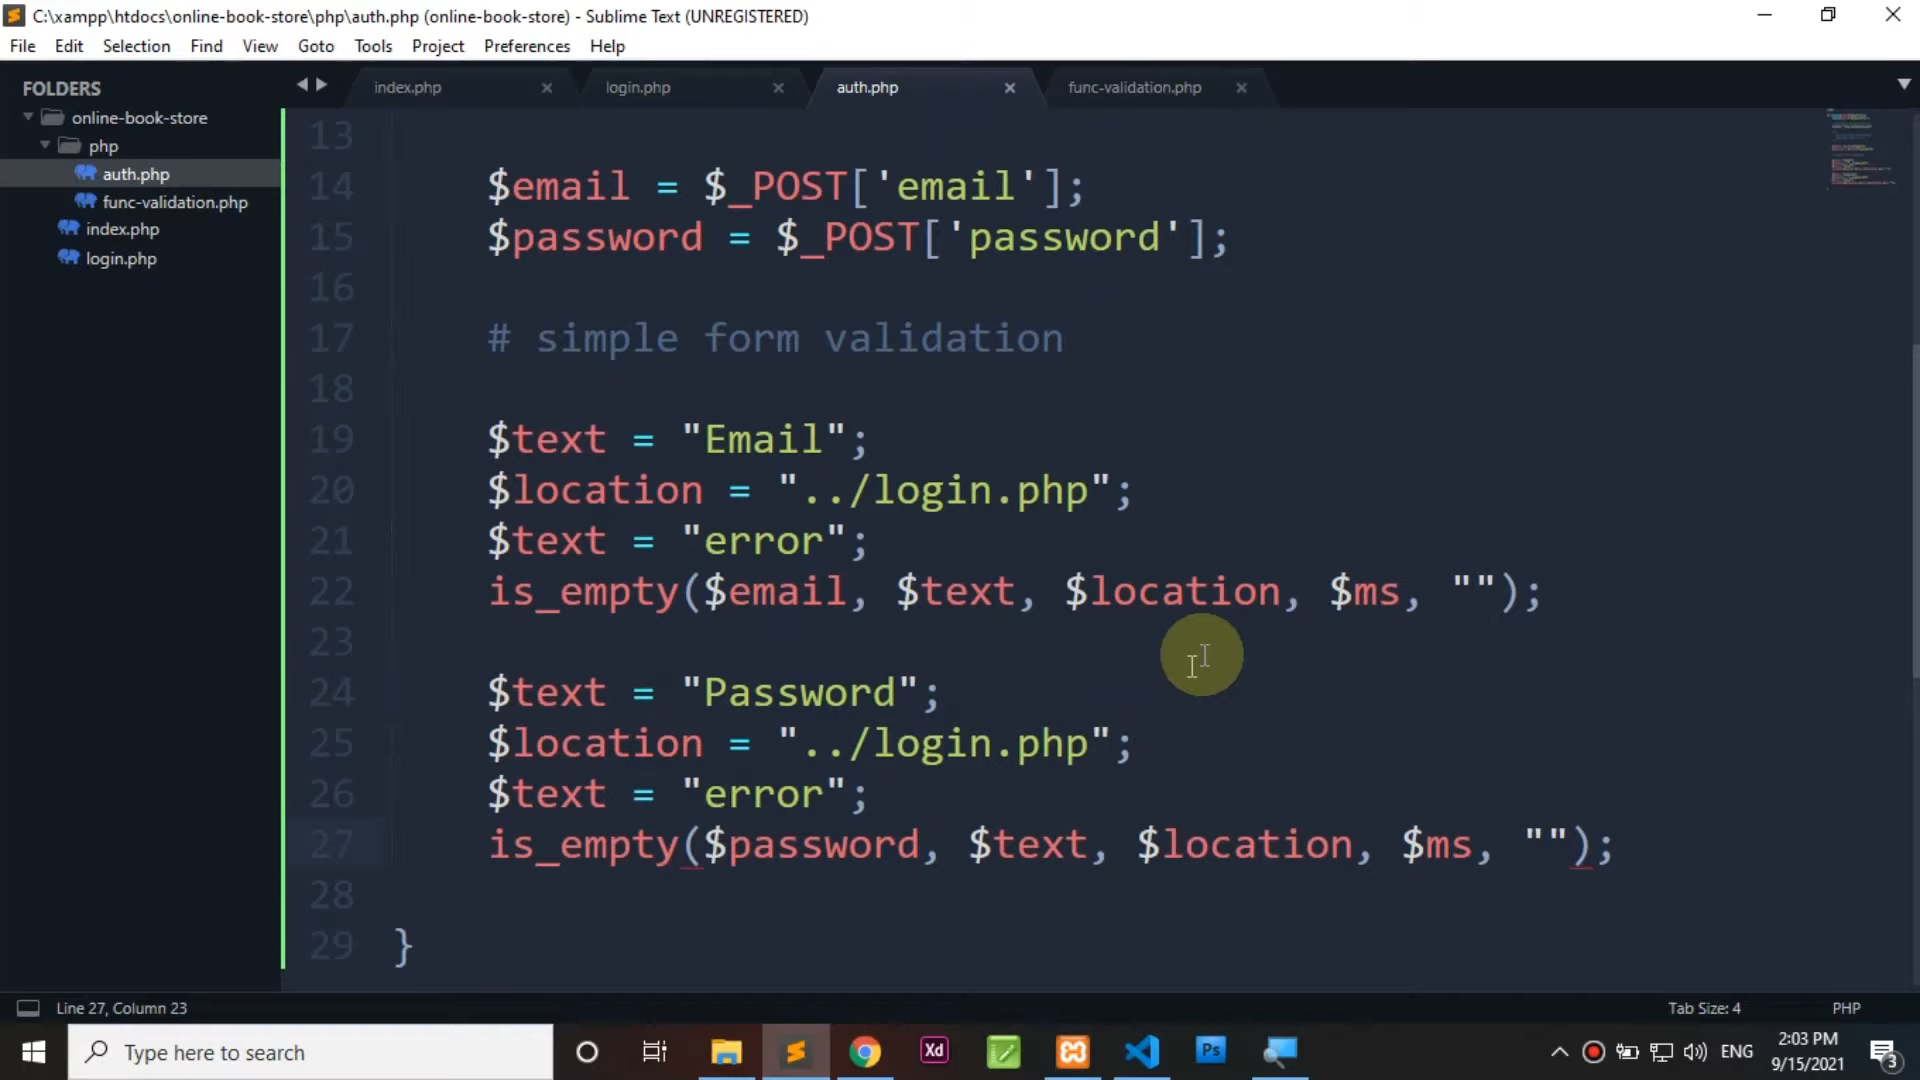 C:\xampp\htdocs\online-book-store\php\auth.php (online-book-store) - Sublime Text (UNREGISTERED)
File Edit Selection Find View Goto Tools Project Preferences Help
FOLDERS
online-book-store
php
auth.php
func-validation.php
index.php
login.php
index.php login.php auth.php func-validation.php
13
14 $email = $_POST['email'];
15 $password = $_POST['password'];
16
17 # simple form validation
18
19 $text = "Email";
20 $location = "../login.php";
21 $text = "error";
22 is_empty($email, $text, $location, $ms, "");
23
24 $text = "Password";
25 $location = "../login.php";
26 $text = "error";
27 is_empty($password, $text, $location, $ms, "");
28
29 }
Line 27, Column 23 Tab Size: 4 PHP
Type here to search
Xd
Ps
ENG
2:03 PM
9/15/2021
3